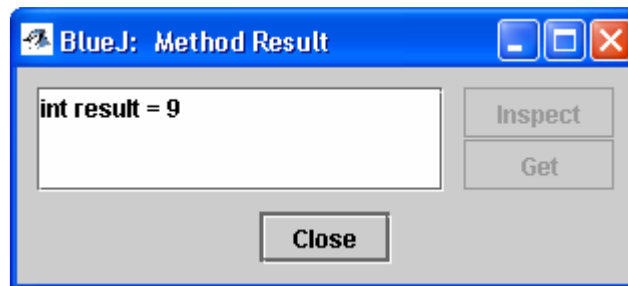 BlueJ: Method Result
int result = 9
Inspect
Get
Close